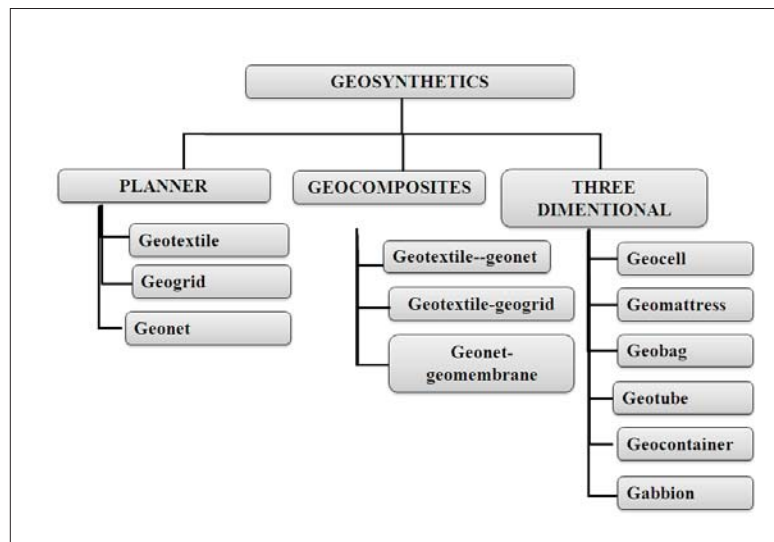 GEOSYNTHETICS
PLANNER
Geotextile
Geogrid
Geonet
GEOCOMPOSITES
Geotextile--geonet
Geotextile-geogrid
Geonet-
geomembrane
THREE
DIMENTIONAL
Geocell
Geomattress
Geobag
Geotube
Geocontainer
Gabbion